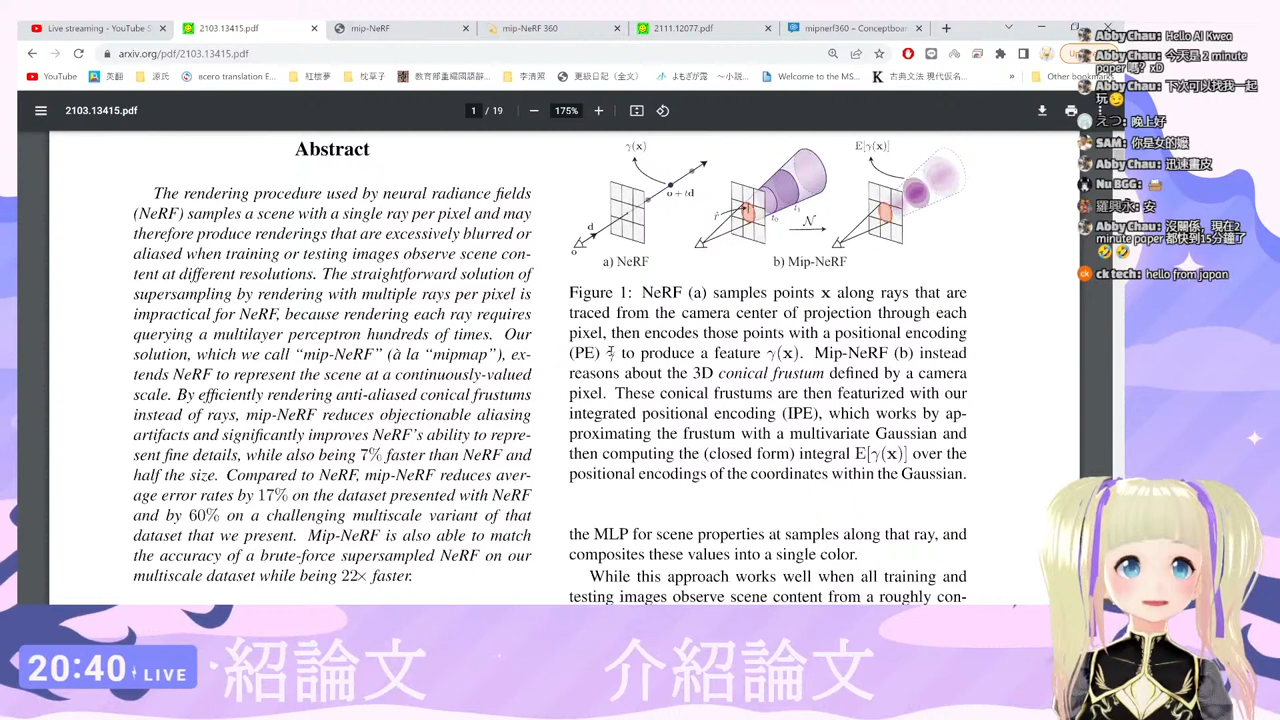 Live streaming - YouTube S
2103.13415.pdf
mip-NeRF
mip-NeRF 360
2111.12077.pdf
mipnerf360 – Conceptboar
arxiv.org/pdf/2103.13415.pdf
YouTube
美翻
源氏
всего translation E...
紅樓夢
枕草子
教育部重編國語辭...
李清照
更級日記（全文）
よもぎが露 ～小説...
Welcome to the MS...
古典文法 現代仮名...
»
Other bookmarks
2103.13415.pdf
1 / 19
175%
Abstract
The rendering procedure used by neural radiance fields
(NeRF) samples a scene with a single ray per pixel and may
therefore produce renderings that are excessively blurred or
aliased when training or testing images observe scene con-
tent at different resolutions. The straightforward solution of
supersampling by rendering with multiple rays per pixel is
impractical for NeRF, because rendering each ray requires
querying a multilayer perceptron hundreds of times. Our
solution, which we call “mip-NeRF” (à la “mipmap”), ex-
tends NeRF to represent the scene at a continuously-valued
scale. By efficiently rendering anti-aliased conical frustums
instead of rays, mip-NeRF reduces objectionable aliasing
artifacts and significantly improves NeRF’s ability to repre-
sent fine details, while also being 7% faster than NeRF and
half the size. Compared to NeRF, mip-NeRF reduces aver-
age error rates by 17% on the dataset presented with NeRF
and by 60% on a challenging multiscale variant of that
dataset that we present. Mip-NeRF is also able to match
the accuracy of a brute-force supersampled NeRF on our
multiscale dataset while being 22× faster.
γ(x)
E[γ(x)]
o + td
d
o
ṙ
t₀
t₁
N
a) NeRF
b) Mip-NeRF
Figure 1: NeRF (a) samples points x along rays that are
traced from the camera center of projection through each
pixel, then encodes those points with a positional encoding
(PE) γ to produce a feature γ(x). Mip-NeRF (b) instead
reasons about the 3D conical frustum defined by a camera
pixel. These conical frustums are then featurized with our
integrated positional encoding (IPE), which works by ap-
proximating the frustum with a multivariate Gaussian and
then computing the (closed form) integral E[γ(x)] over the
positional encodings of the coordinates within the Gaussian.
the MLP for scene properties at samples along that ray, and
composites these values into a single color.
While this approach works well when all training and
testing images observe scene content from a roughly con-
Abby Chau: Hello AI Kwea
Abby Chau: 今天是 2 minute
paper 嗎? xD
Abby Chau: 下次可以找我一起
玩😏
えつ: 晚上好
SAM: 你是女的嬤
Abby Chau: 迅速畫皮
Nu BGG:
羅興永: 安
Abby Chau: 沒關係，現在 2
minute paper 都快到15分鐘了
🤣🤣
ck tech: hello from japan
20:40 LIVE
紹論文
介紹論文